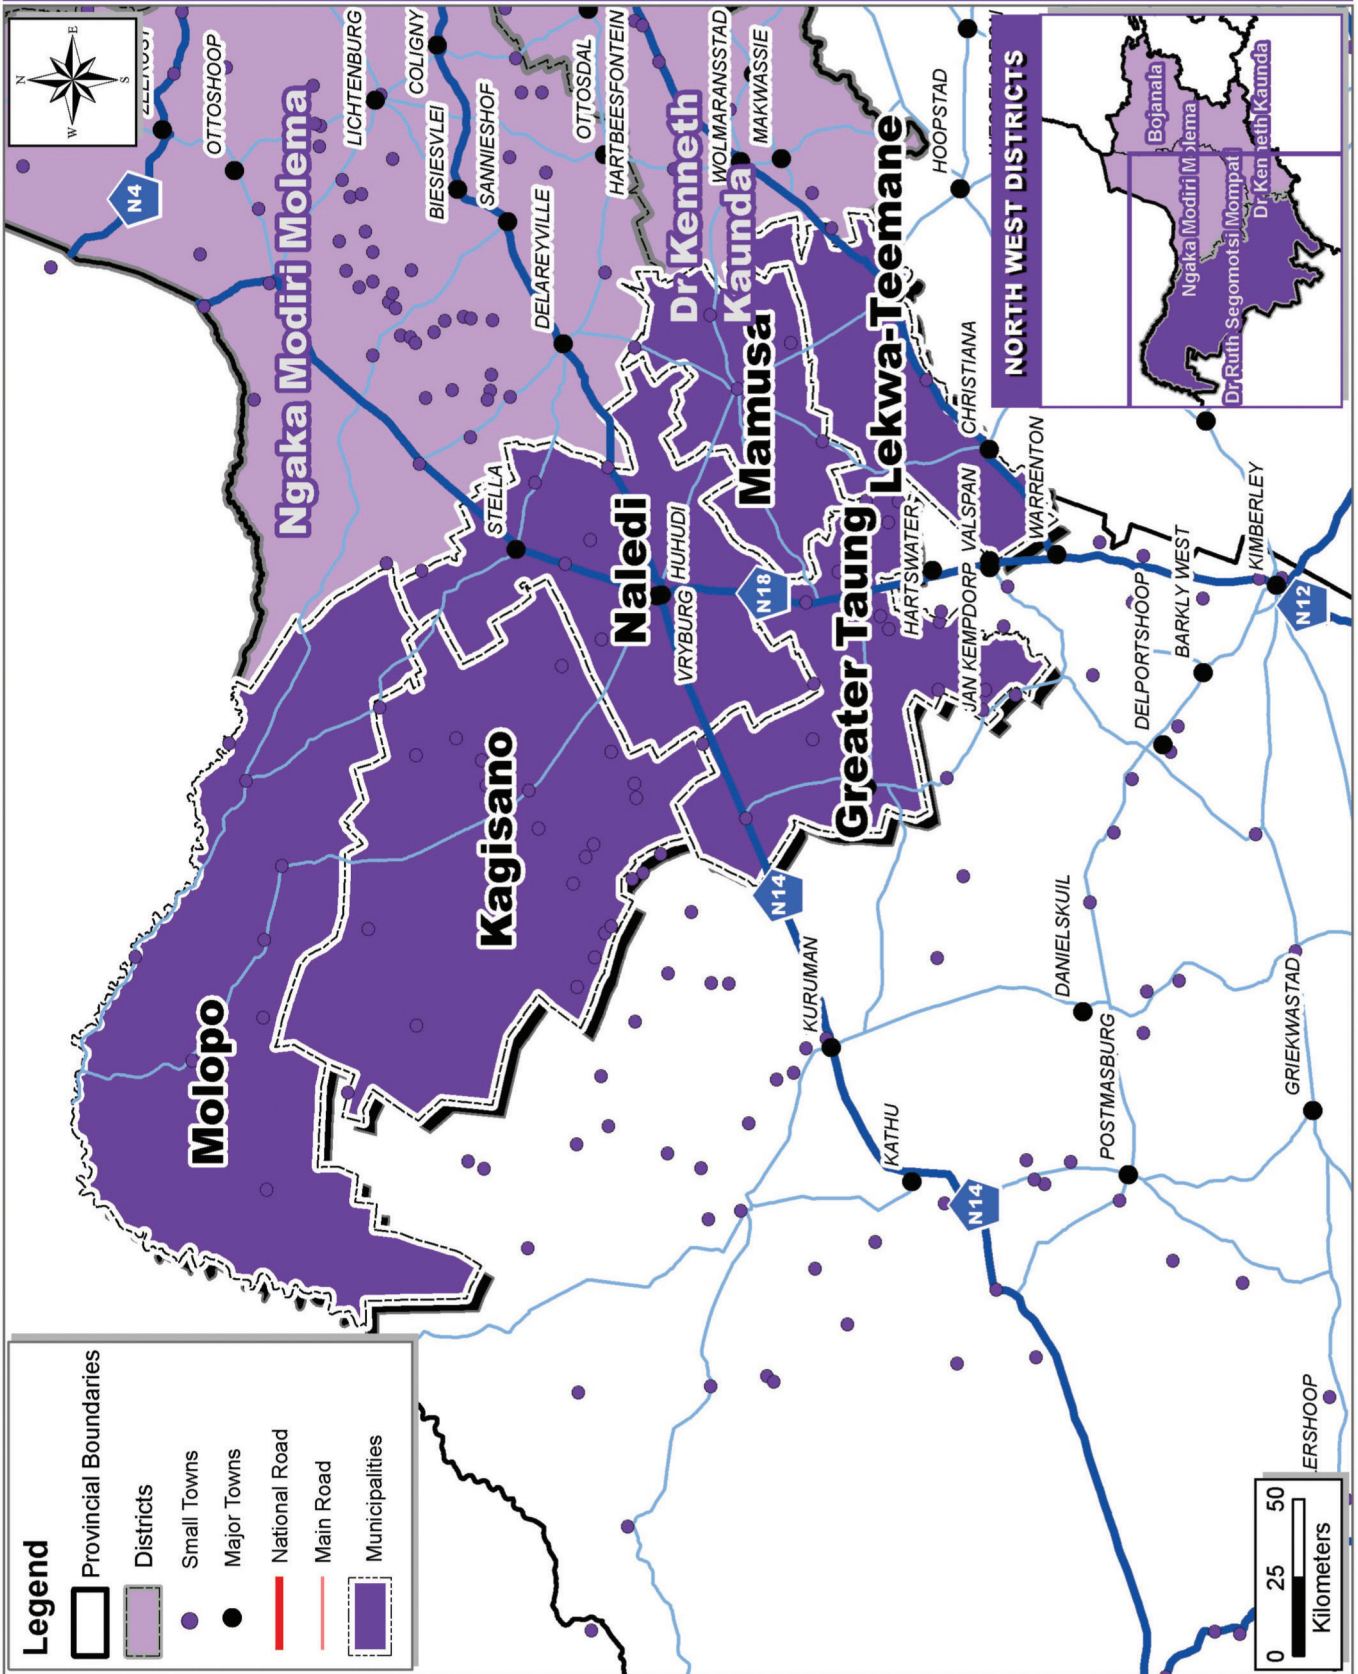 Legend
Provincial Boundaries
Districts
Small Towns
Major Towns
National Road
Main Road
Municipalities
N
E
S
W
ZEERUST
OTTOSHOOP
LICHTENBURG
COLIGNY
BIESIESVLEI
SANNIESHOF
OTTOSDAL
HARTBEESFONTEIN
WOLMARANSSTAD
MAKWASSIE
DELAREYVILLE
HOOPSTAD
N4
Ngaka Modiri Molema
Dr Kenneth
Kaunda
Mamusa
Lekwa-Teemane
STELLA
Naledi
VRYBURG
HUHUDI
N18
Greater Taung
HARTSWATER
JAN KEMPDORP
VALSPAN
CHRISTIANA
WARRENTON
Kagisano
Molopo
N14
KURUMAN
KATHU
N14
DANIELSKUIL
POSTMASBURG
DELPORTSHOOP
BARKLY WEST
KIMBERLEY
N12
GRIEKWASTAD
ERSHOOP
NORTH WEST DISTRICTS
Bojanala
Ngaka Modiri Molema
Dr Ruth Segomotsi Mompati
Dr Kenneth Kaunda
0
25
50
Kilometers